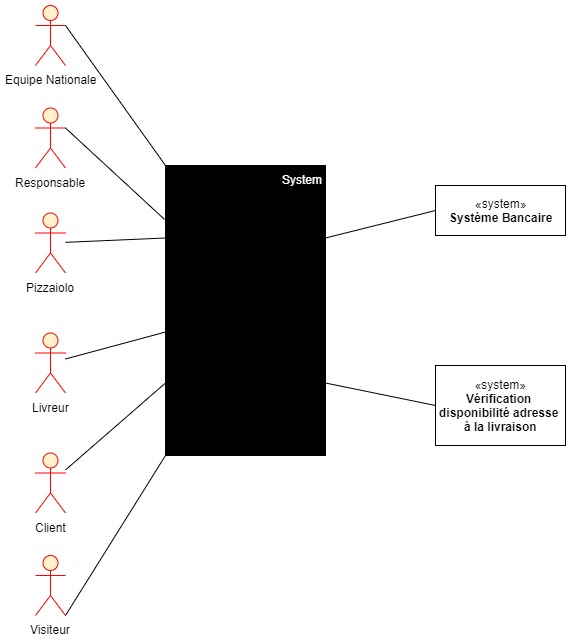 Equipe Nationale
Responsable
Pizzaiolo
Livreur
Client
Visiteur
System
«system»
Système Bancaire
«system»
Vérification
disponibilité adresse
à la livraison